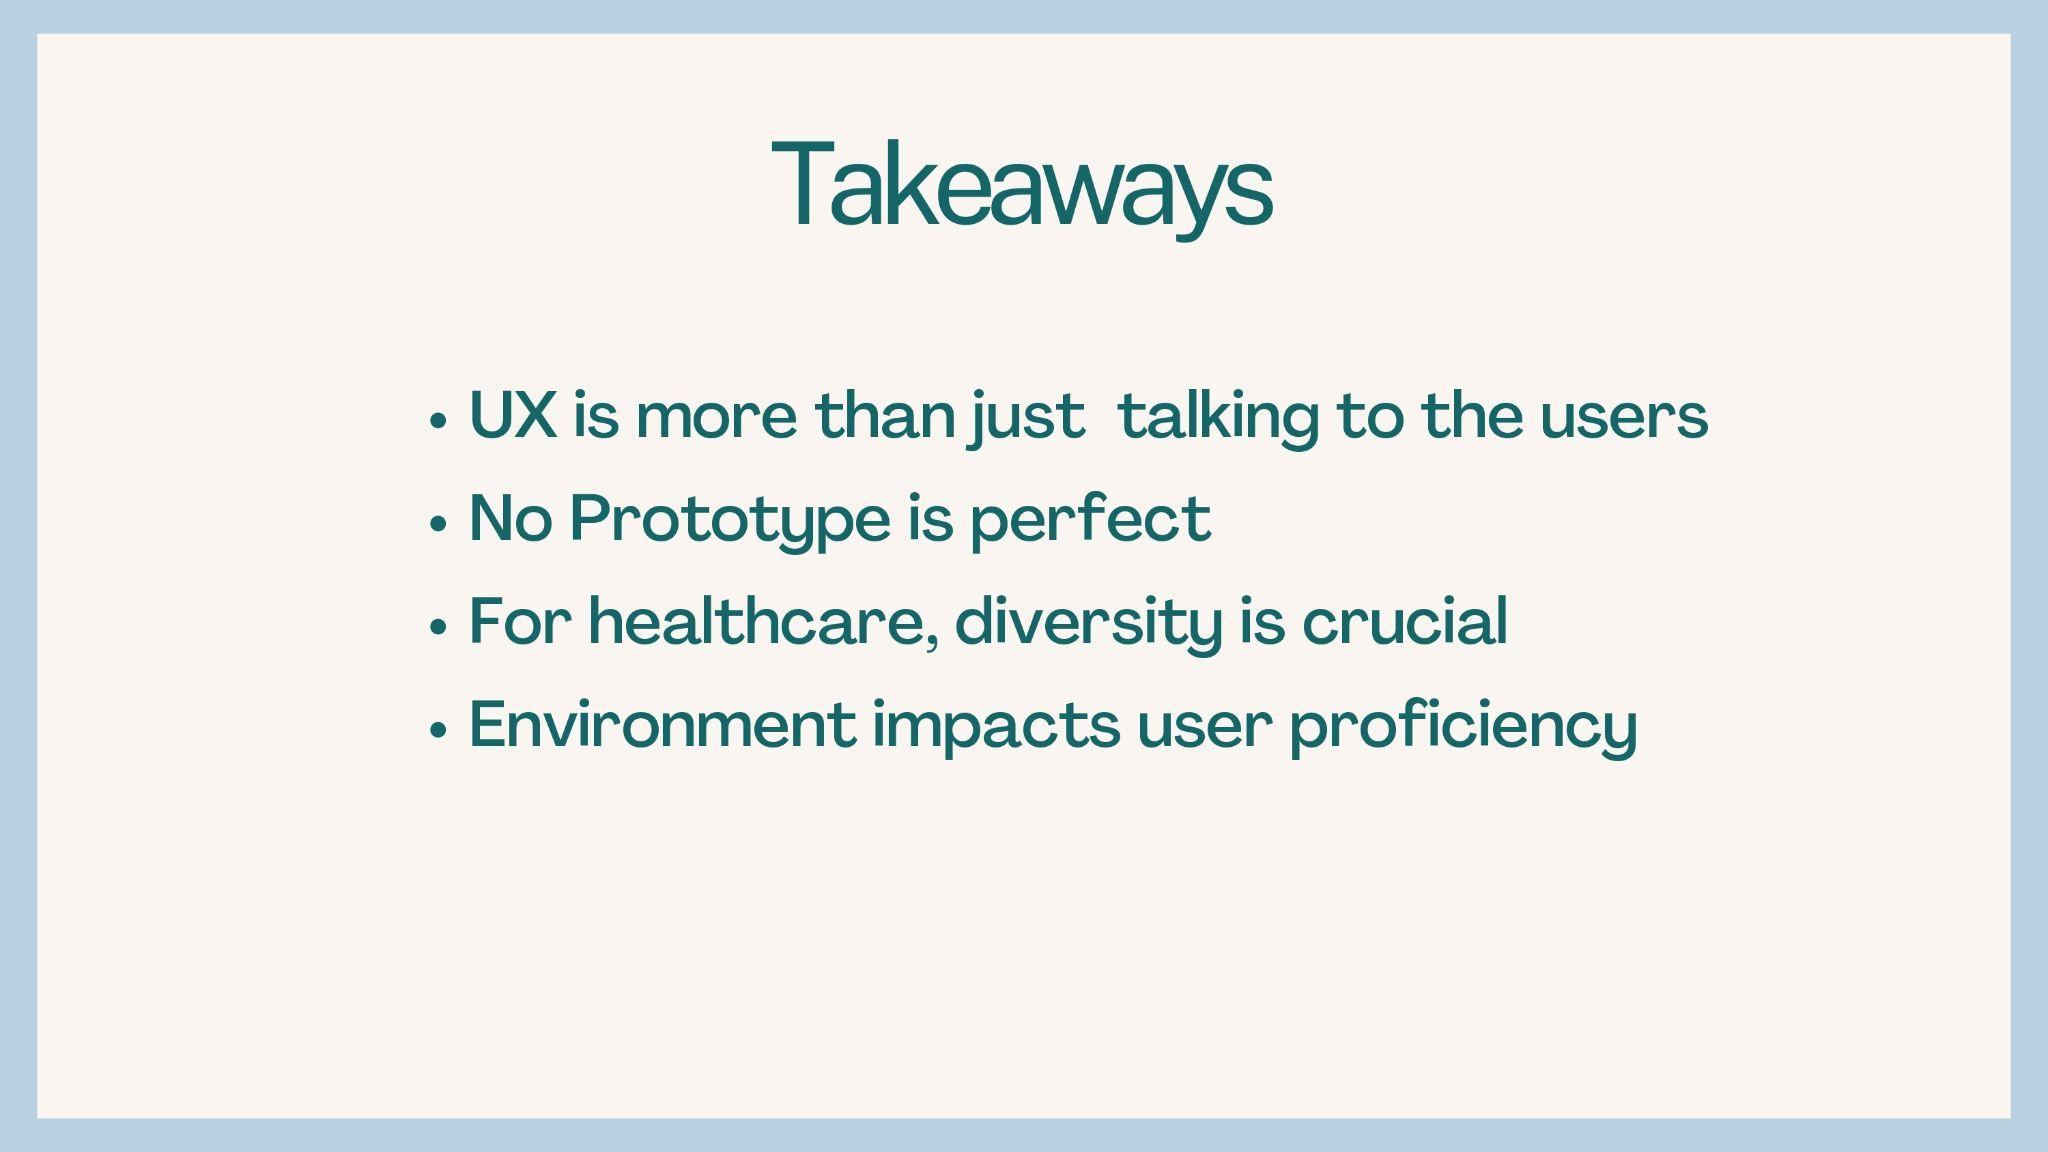 Takeaways
• UX is more than just  talking to the users
• No Prototype is perfect
• For healthcare, diversity is crucial
• Environment impacts user proficiency